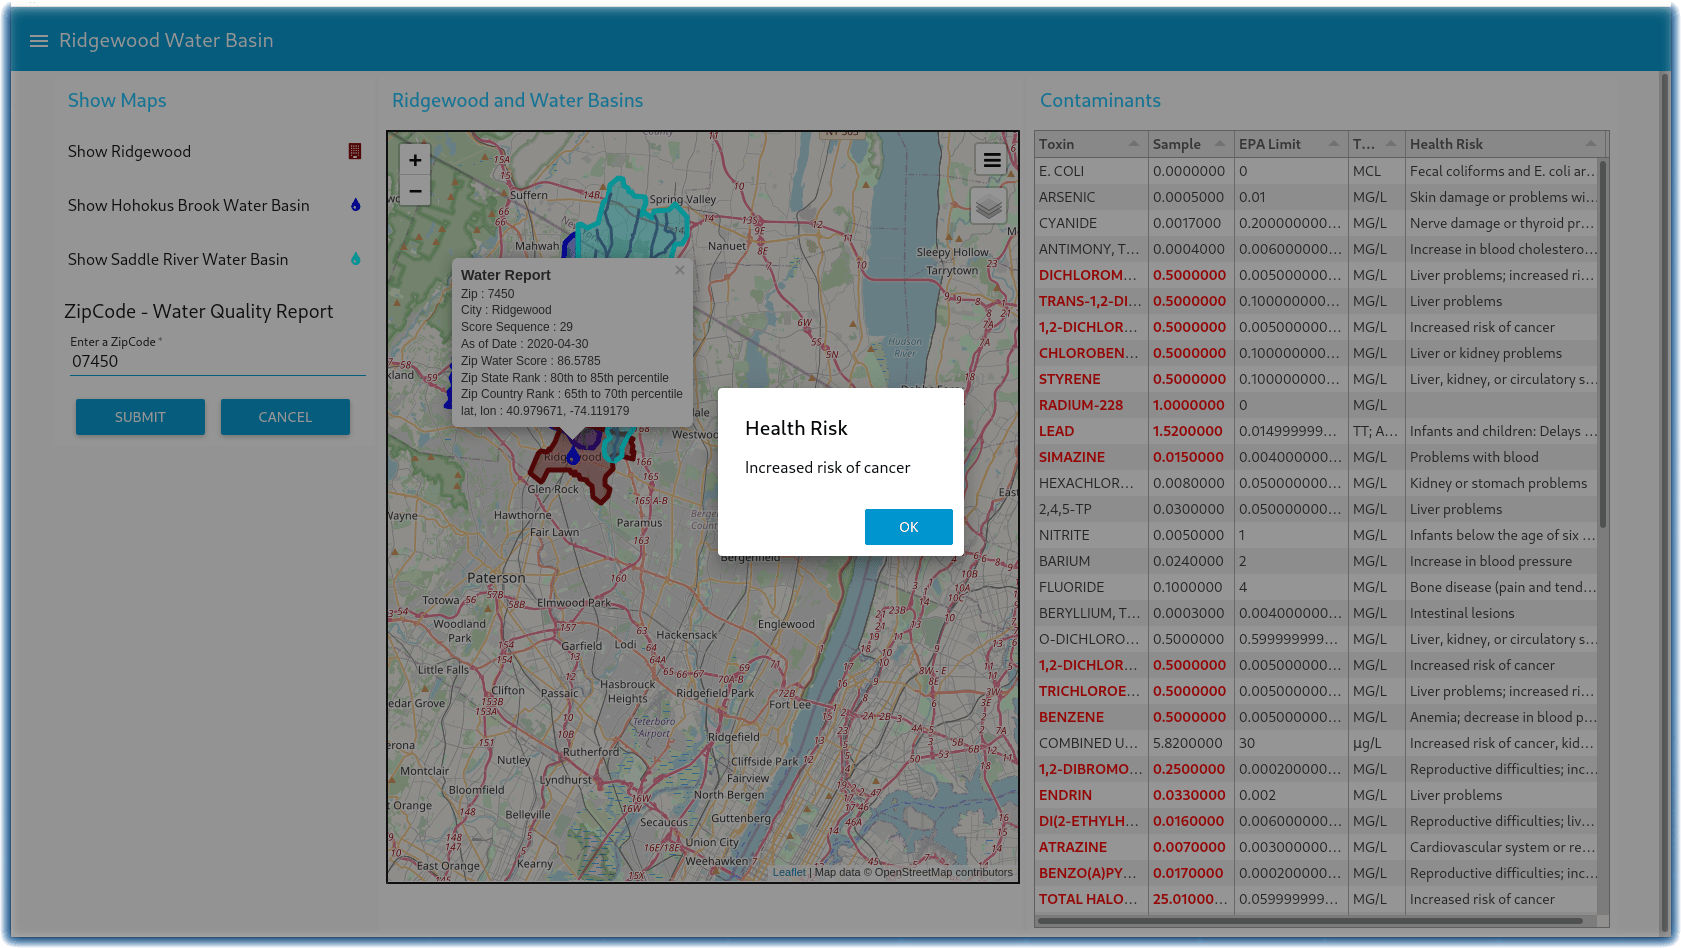 Ridgewood Water Basin
Show Maps
Show Ridgewood
Show Hohokus Brook Water Basin
Show Saddle River Water Basin
ZipCode - Water Quality Report
Enter a ZipCode *
07450
SUBMIT CANCEL
Ridgewood and Water Basins
+
−
Suffern
Spring Valley
Mahwah
Nanuet
Sleepy Hollow
Tarrytown
Hudson River
Water Report ×
Zip : 7450
City : Ridgewood
Score Sequence : 29
As of Date : 2020-04-30
Zip Water Score : 86.5785
Zip State Rank : 80th to 85th percentile
Zip Country Rank : 65th to 70th percentile
lat, lon : 40.979671, -74.119179
Health Risk
Increased risk of cancer
OK
Glen Rock
Hawthorne
Paramus
Fair Lawn
Bergenfield
Paterson
Totowa
Elmwood Park
Woodland Park
Englewood
Hackensack
Garfield
Lodi
Little Falls
Clifton
Passaic
Hasbrouck Heights
Ridgefield Park
Fort Lee
Teterboro Airport
Ridgefield
Rutherford
Nutley
Cliffside Park
Montclair
Lyndhurst
Fairview
Bloomfield
North Bergen
Belleville
Secaucus
Guttenberg
Union City
Weehawken
East Orange
Kearny
Leaflet | Map data © OpenStreetMap contributors
Contaminants
Toxin Sample EPA Limit T... Health Risk
E. COLI 0.0000000 0 MCL Fecal coliforms and E. coli ar...
ARSENIC 0.0005000 0.01 MG/L Skin damage or problems wi...
CYANIDE 0.0017000 0.200000000... MG/L Nerve damage or thyroid pr...
ANTIMONY, T... 0.0004000 0.006000000... MG/L Increase in blood cholestero...
DICHLOROM... 0.5000000 0.005000000... MG/L Liver problems; increased ri...
TRANS-1,2-DI... 0.5000000 0.100000000... MG/L Liver problems
1,2-DICHLOR... 0.5000000 0.005000000... MG/L Increased risk of cancer
CHLOROBEN... 0.5000000 0.100000000... MG/L Liver or kidney problems
STYRENE 0.5000000 0.100000000... MG/L Liver, kidney, or circulatory s...
RADIUM-228 1.0000000 0 MG/L
LEAD 1.5200000 0.014999999... TT; A... Infants and children: Delays ...
SIMAZINE 0.0150000 0.004000000... MG/L Problems with blood
HEXACHLOR... 0.0080000 0.050000000... MG/L Kidney or stomach problems
2,4,5-TP 0.0300000 0.050000000... MG/L Liver problems
NITRITE 0.0050000 1 MG/L Infants below the age of six ...
BARIUM 0.0240000 2 MG/L Increase in blood pressure
FLUORIDE 0.1000000 4 MG/L Bone disease (pain and tend...
BERYLLIUM, T... 0.0003000 0.004000000... MG/L Intestinal lesions
O-DICHLORO... 0.5000000 0.599999999... MG/L Liver, kidney, or circulatory s...
1,2-DICHLOR... 0.5000000 0.005000000... MG/L Increased risk of cancer
TRICHLOROE... 0.5000000 0.005000000... MG/L Liver problems; increased ri...
BENZENE 0.5000000 0.005000000... MG/L Anemia; decrease in blood p...
COMBINED U... 5.8200000 30 µg/L Increased risk of cancer, kid...
1,2-DIBROMO... 0.2500000 0.000200000... MG/L Reproductive difficulties; inc...
ENDRIN 0.0330000 0.002 MG/L Liver problems
DI(2-ETHYLH... 0.0160000 0.006000000... MG/L Reproductive difficulties; liv...
ATRAZINE 0.0070000 0.003000000... MG/L Cardiovascular system or re...
BENZO(A)PY... 0.0170000 0.000200000... MG/L Reproductive difficulties; inc...
TOTAL HALO... 25.01000... 0.059999999... MG/L Increased risk of cancer